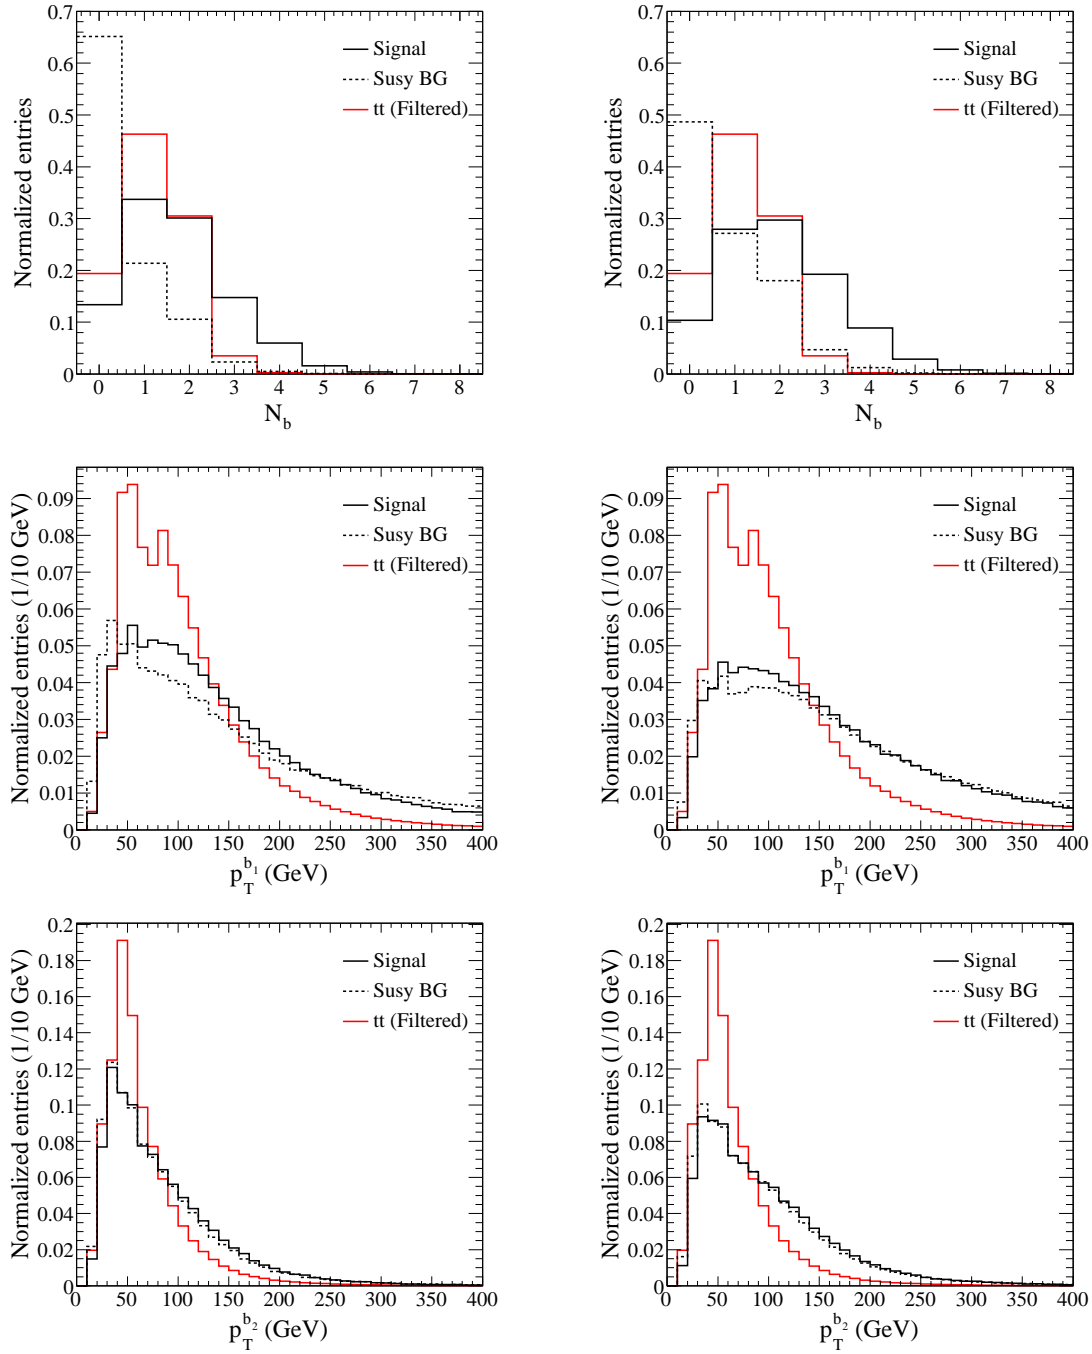 Normalized entries
0.7
0.6
0.5
0.4
0.3
0.2
0.1
0
Signal
Susy BG
tt (Filtered)
0 1 2 3 4 5 6 7 8
N_b
Normalized entries
0.7
0.6
0.5
0.4
0.3
0.2
0.1
0
Signal
Susy BG
tt (Filtered)
0 1 2 3 4 5 6 7 8
N_b
Normalized entries (1/10 GeV)
0.09
0.08
0.07
0.06
0.05
0.04
0.03
0.02
0.01
0
Signal
Susy BG
tt (Filtered)
0 50 100 150 200 250 300 350 400
p_T^{b_1} (GeV)
Normalized entries (1/10 GeV)
0.09
0.08
0.07
0.06
0.05
0.04
0.03
0.02
0.01
0
Signal
Susy BG
tt (Filtered)
0 50 100 150 200 250 300 350 400
p_T^{b_1} (GeV)
Normalized entries (1/10 GeV)
0.2
0.18
0.16
0.14
0.12
0.1
0.08
0.06
0.04
0.02
0
Signal
Susy BG
tt (Filtered)
0 50 100 150 200 250 300 350 400
p_T^{b_2} (GeV)
Normalized entries (1/10 GeV)
0.2
0.18
0.16
0.14
0.12
0.1
0.08
0.06
0.04
0.02
0
Signal
Susy BG
tt (Filtered)
0 50 100 150 200 250 300 350 400
p_T^{b_2} (GeV)